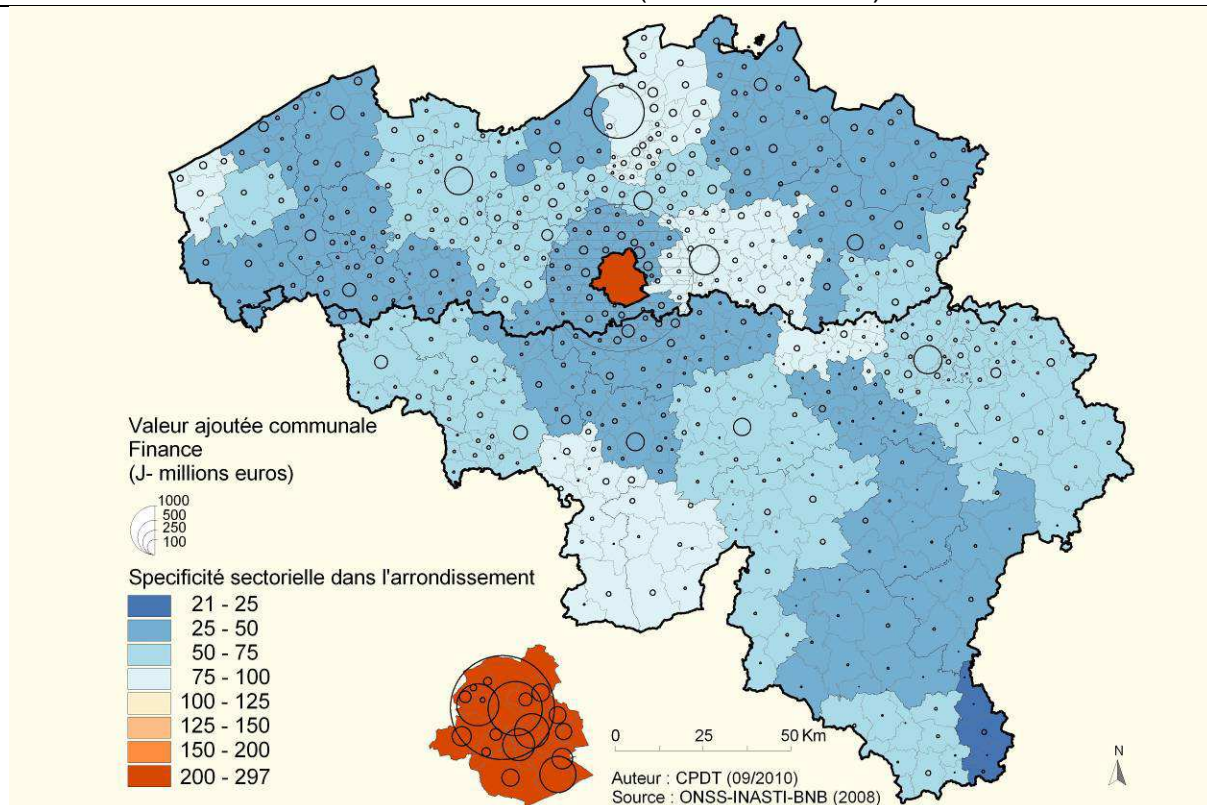 Valeur ajoutée communale
Finance
(J- millions euros)
1000
500
250
100
Specificité sectorielle dans l'arrondissement
21 - 25
25 - 50
50 - 75
75 - 100
100 - 125
125 - 150
150 - 200
200 - 297
0 25 50 Km
Auteur : CPDT (09/2010)
Source : ONSS-INASTI-BNB (2008)
N